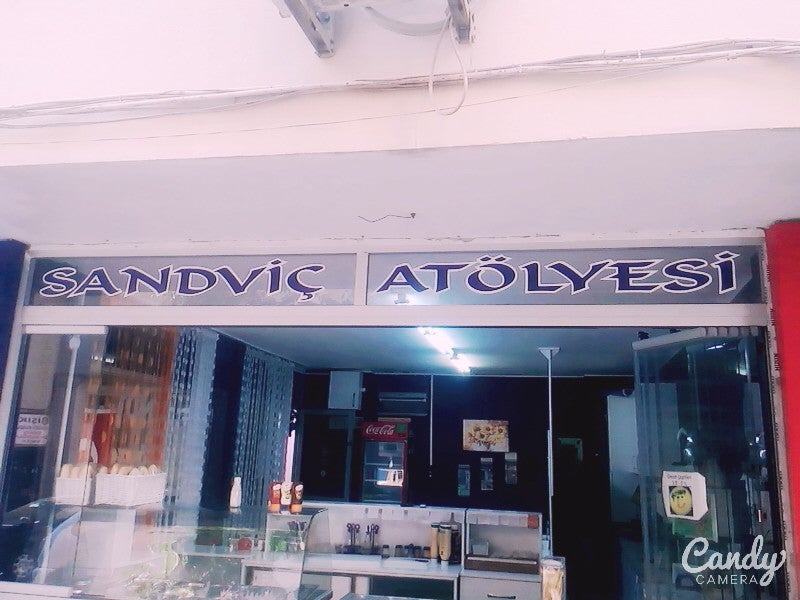 SANDVİÇ ATÖLYESİ
Coca-Cola
Candy
CAMERA